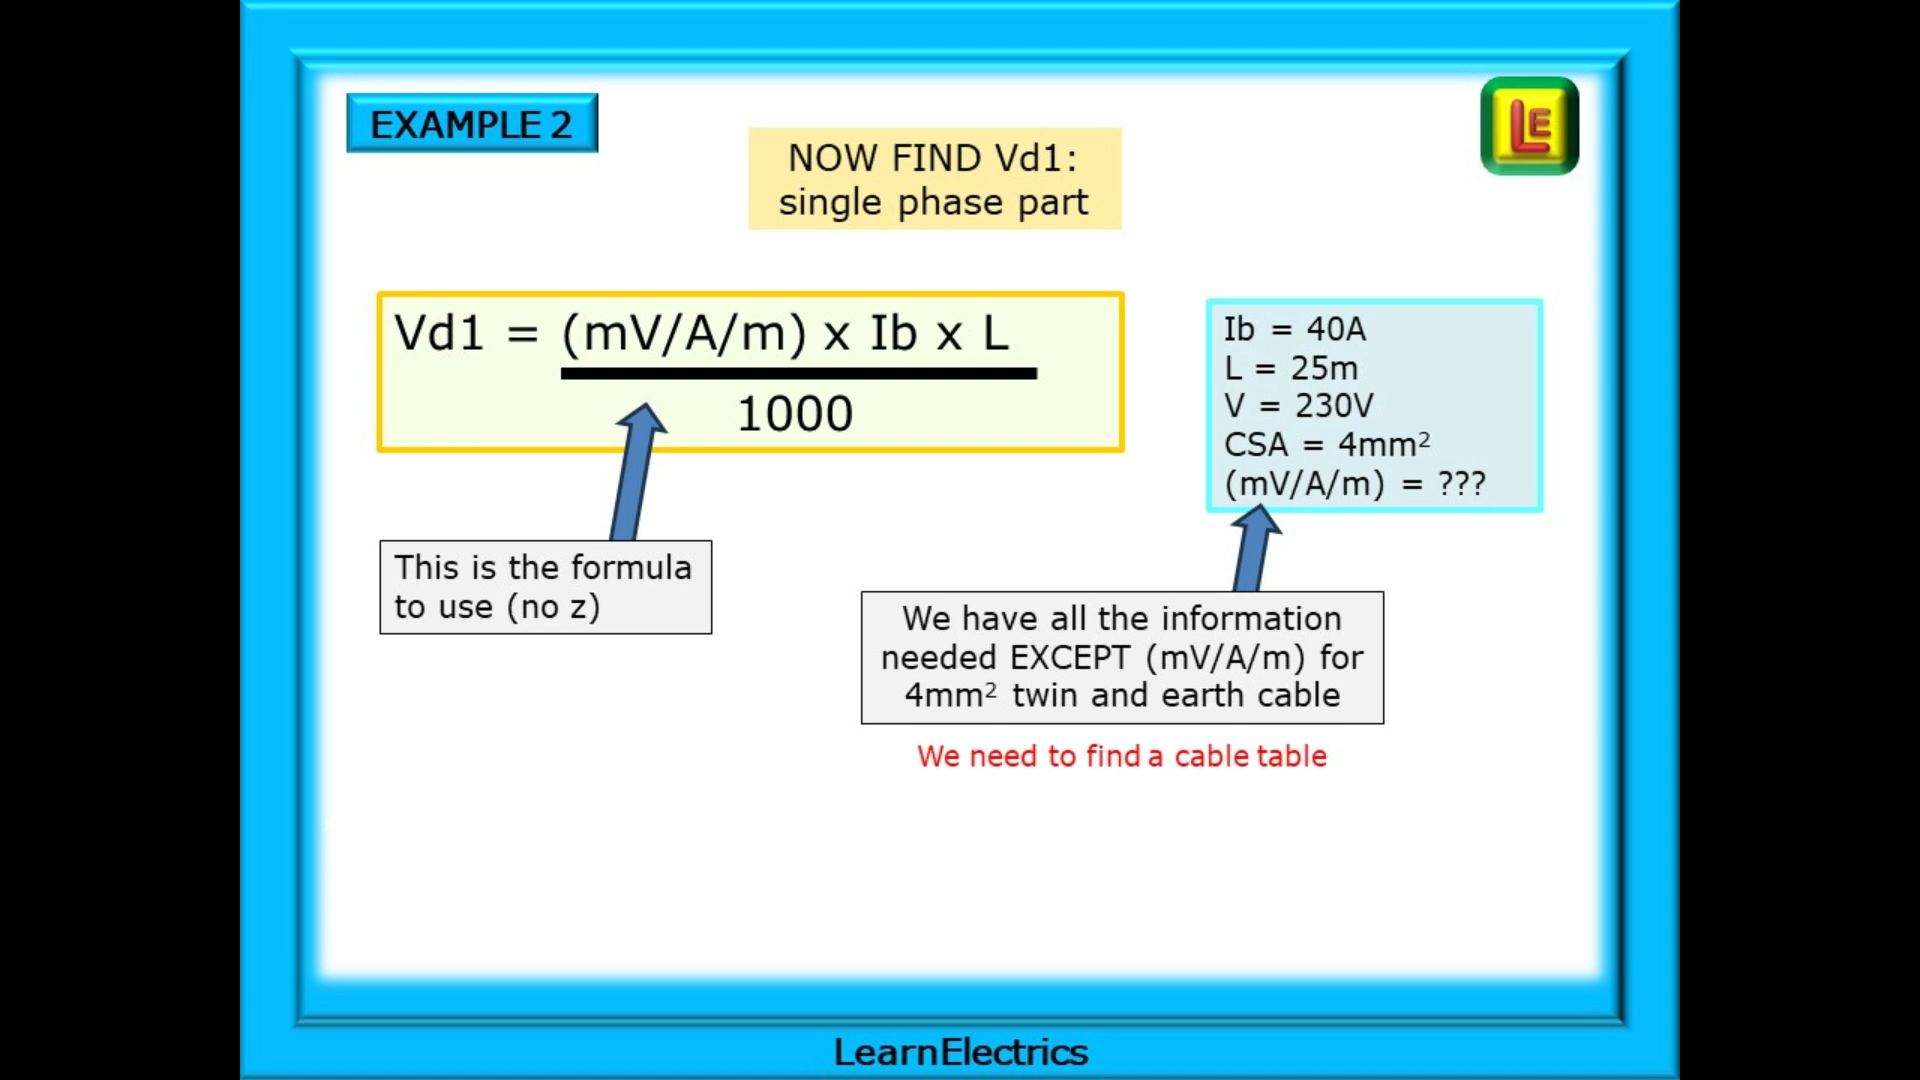 EXAMPLE 2
LE
NOW FIND Vd1:
single phase part
Vd1 = (mV/A/m) x Ib x L
1000
Ib = 40A
L = 25m
V = 230V
CSA = 4mm²
(mV/A/m) = ???
This is the formula
to use (no z)
We have all the information
needed EXCEPT (mV/A/m) for
4mm² twin and earth cable
We need to find a cable table
LearnElectrics